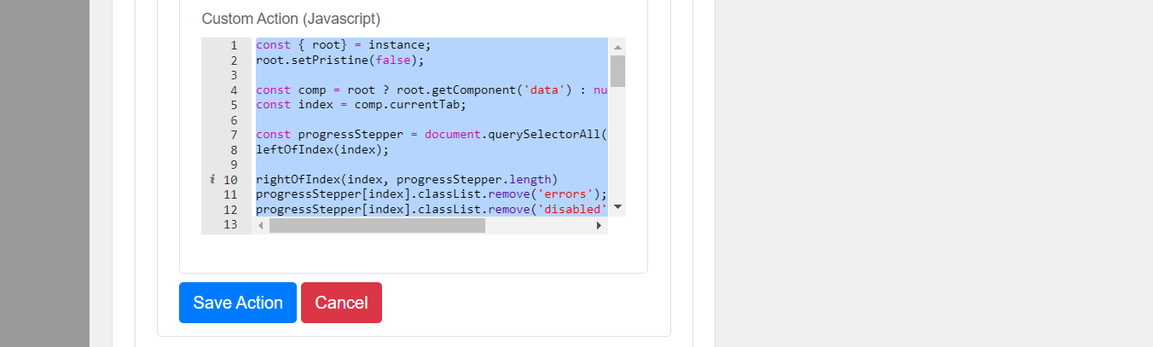 Custom Action (Javascript)
1 const { root} = instance;
2 root.setPristine(false);
3
4 const comp = root ? root.getComponent('data') : nu
5 const index = comp.currentTab;
6
7 const progressStepper = document.querySelectorAll(
8 leftOfIndex(index);
9
i 10 rightOfIndex(index, progressStepper.length)
11 progressStepper[index].classList.remove('errors');
12 progressStepper[index].classList.remove('disabled'
13
Save Action Cancel